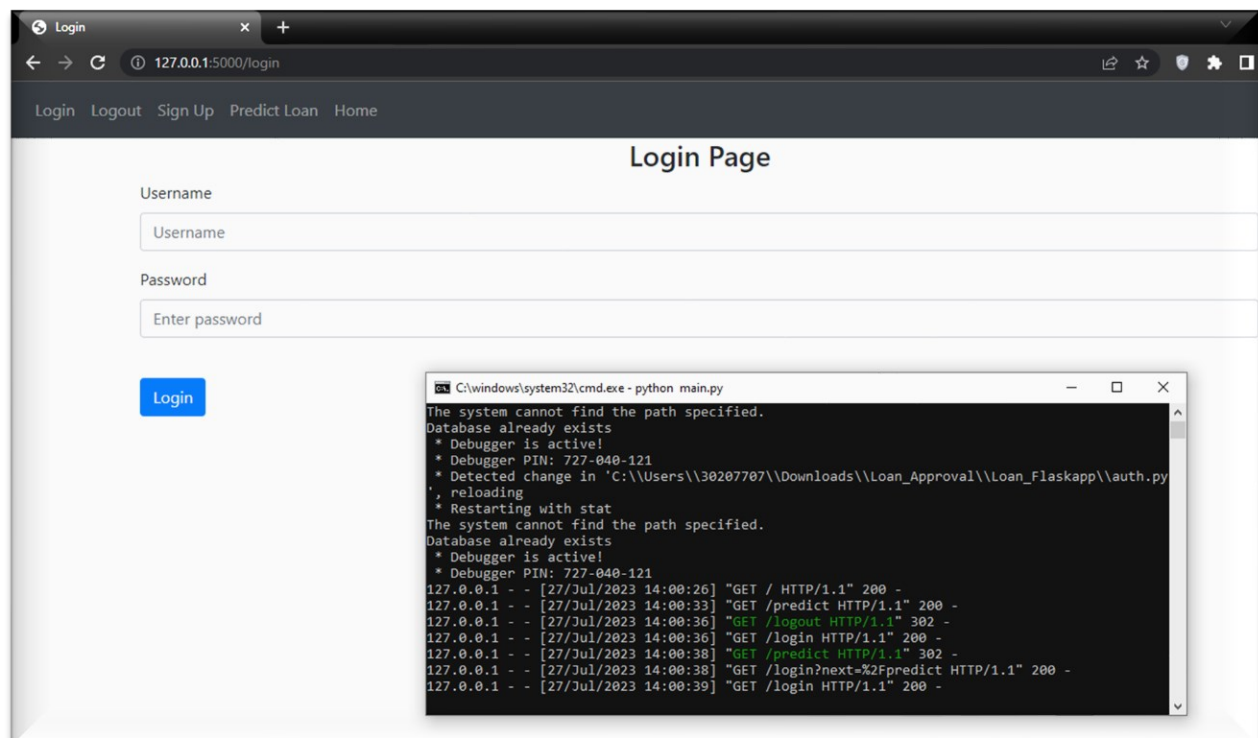 Login
127.0.0.1:5000/login
Login Logout Sign Up Predict Loan Home
Login Page
Username
Username
Password
Enter password
Login
C:\windows\system32\cmd.exe - python main.py
The system cannot find the path specified.
Database already exists
 * Debugger is active!
 * Debugger PIN: 727-040-121
 * Detected change in 'C:\\Users\\30207707\\Downloads\\Loan_Approval\\Loan_Flaskapp\\auth.py
', reloading
 * Restarting with stat
The system cannot find the path specified.
Database already exists
 * Debugger is active!
 * Debugger PIN: 727-040-121
127.0.0.1 - - [27/Jul/2023 14:00:26] "GET / HTTP/1.1" 200 -
127.0.0.1 - - [27/Jul/2023 14:00:33] "GET /predict HTTP/1.1" 200 -
127.0.0.1 - - [27/Jul/2023 14:00:36] "GET /logout HTTP/1.1" 302 -
127.0.0.1 - - [27/Jul/2023 14:00:36] "GET /login HTTP/1.1" 200 -
127.0.0.1 - - [27/Jul/2023 14:00:38] "GET /predict HTTP/1.1" 302 -
127.0.0.1 - - [27/Jul/2023 14:00:38] "GET /login?next=%2Fpredict HTTP/1.1" 200 -
127.0.0.1 - - [27/Jul/2023 14:00:39] "GET /login HTTP/1.1" 200 -